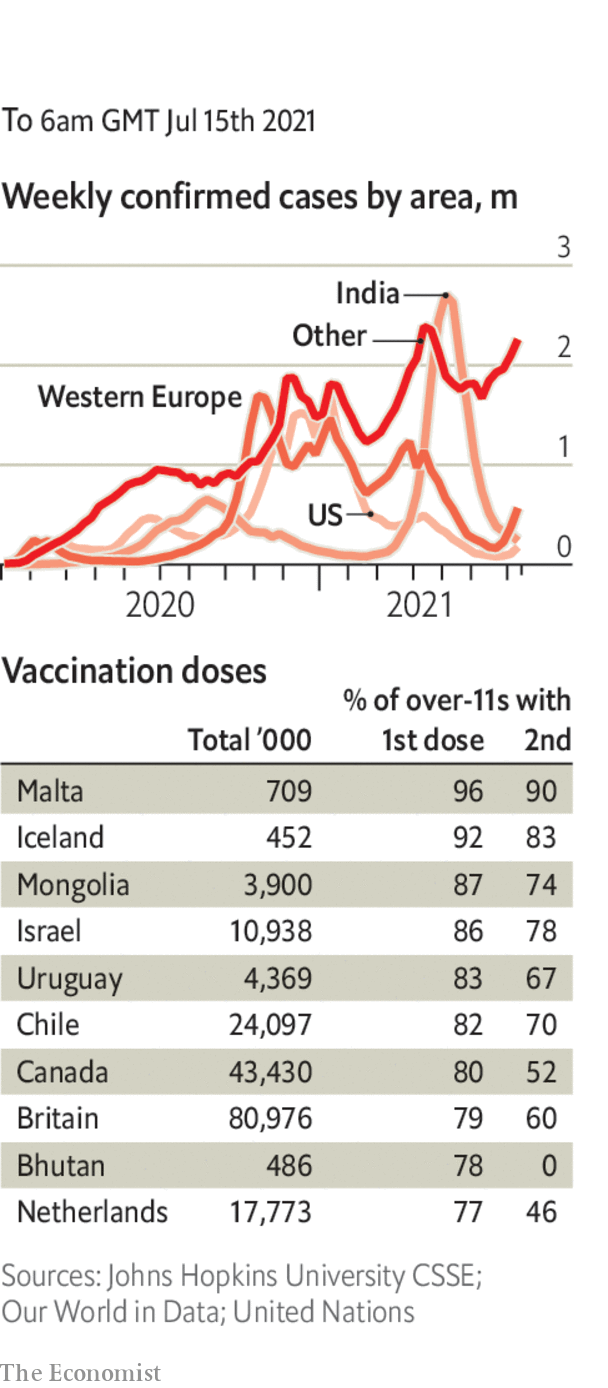 To 6am GMT Jul 15th 2021
Weekly confirmed cases by area, m
3
India
Other
2
Western Europe
1
US
0
2020 2021
Vaccination doses
% of over-11s with
Total ’000 1st dose 2nd
Malta 709 96 90
Iceland 452 92 83
Mongolia 3,900 87 74
Israel 10,938 86 78
Uruguay 4,369 83 67
Chile 24,097 82 70
Canada 43,430 80 52
Britain 80,976 79 60
Bhutan 486 78 0
Netherlands 17,773 77 46
Sources: Johns Hopkins University CSSE;
Our World in Data; United Nations
The Economist